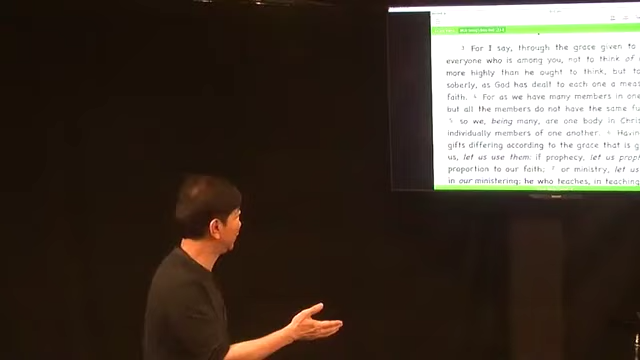 3 For I say, through the grace given to
everyone who is among you, not to think of
more highly than he ought to think, but to
soberly, as God has dealt to each one a meas
faith. 4 For as we have many members in one
but all the members do not have the same fu
5 so we, being many, are one body in Chris
individually members of one another. 6 Havin
gifts differing according to the grace that is g
us, let us use them: if prophecy, let us proph
proportion to our faith; 7 or ministry, let us
in our ministering; he who teaches, in teaching